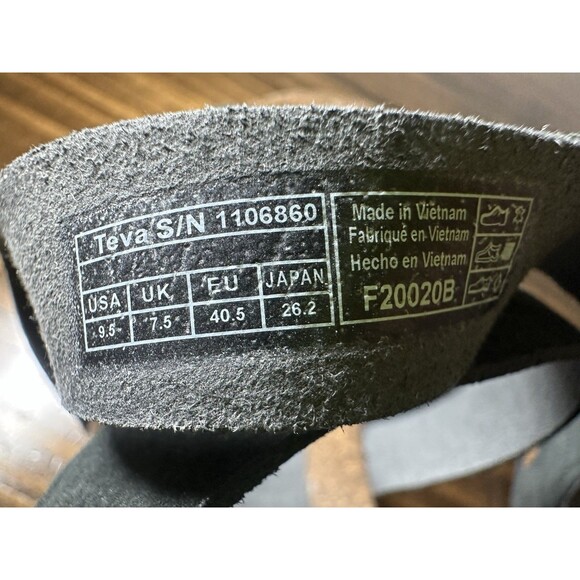 Teva S/N 1106860
USA UK EU JAPAN
9.5 7.5 40.5 26.2
Made in Vietnam
Fabriqué en Vietnam
Hecho en Vietnam
F20020B